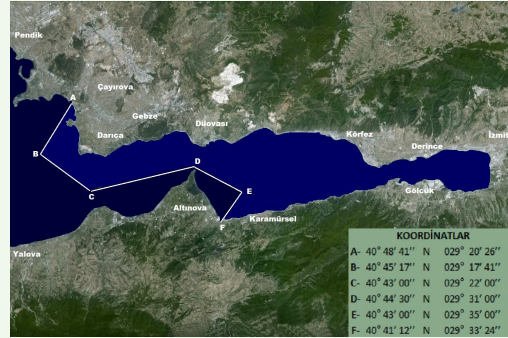 Pendik
A
Çayırova
Gebze
Dilovası
Darıça
Körfez
İzmit
Derince
B
D
C
E
Gölcük
Altınova
F
Karamürsel
Yalova
KOORDİNATLAR
A- 40° 48' 41'' N 029° 20' 26''
B- 40° 45' 17'' N 029° 17' 41''
C- 40° 43' 00'' N 029° 22' 00''
D- 40° 44' 30'' N 029° 31' 00''
E- 40° 43' 00'' N 029° 35' 00''
F- 40° 41' 12'' N 029° 33' 24''